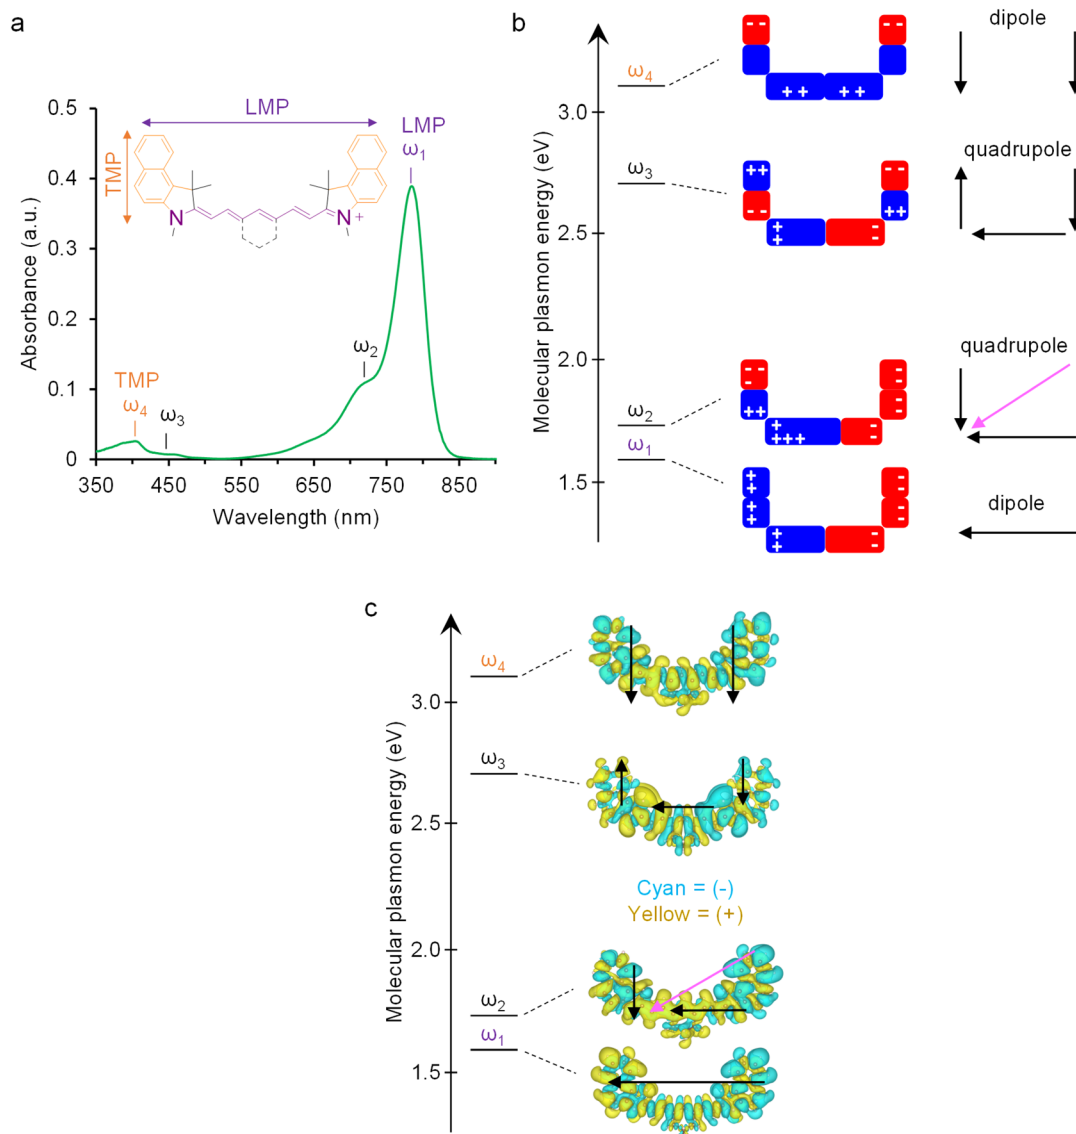 a
0.5
0.4
0.3
0.2
0.1
0
Absorbance (a.u.)
350 450 550 650 750 850
Wavelength (nm)
LMP
TMP
N
N +
LMP
ω1
ω2
TMP
ω4
ω3
b
Molecular plasmon energy (eV)
3.0
2.5
2.0
1.5
ω4
ω3
ω2
ω1
- - - -
+ + + +
dipole
+ + - -
- - + +
+ + - -
quadrupole
- - - -
+ + - -
+ + + + + - -
quadrupole
+ + - -
+ + - -
+ + - -
dipole
c
Molecular plasmon energy (eV)
3.0
2.5
2.0
1.5
ω4
ω3
Cyan = (-)
Yellow = (+)
ω2
ω1